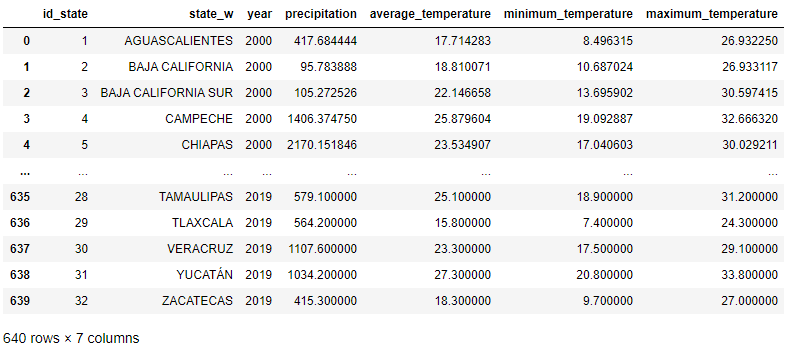 id_state state_w year precipitation average_temperature minimum_temperature maximum_temperature
0 1 AGUASCALIENTES 2000 417.684444 17.714283 8.496315 26.932250
1 2 BAJA CALIFORNIA 2000 95.783888 18.810071 10.687024 26.933117
2 3 BAJA CALIFORNIA SUR 2000 105.272526 22.146658 13.695902 30.597415
3 4 CAMPECHE 2000 1406.374750 25.879604 19.092887 32.666320
4 5 CHIAPAS 2000 2170.151846 23.534907 17.040603 30.029211
... ... ... ... ... ... ... ...
635 28 TAMAULIPAS 2019 579.100000 25.100000 18.900000 31.200000
636 29 TLAXCALA 2019 564.200000 15.800000 7.400000 24.300000
637 30 VERACRUZ 2019 1107.600000 23.300000 17.500000 29.100000
638 31 YUCATÁN 2019 1034.200000 27.300000 20.800000 33.800000
639 32 ZACATECAS 2019 415.300000 18.300000 9.700000 27.000000
640 rows × 7 columns